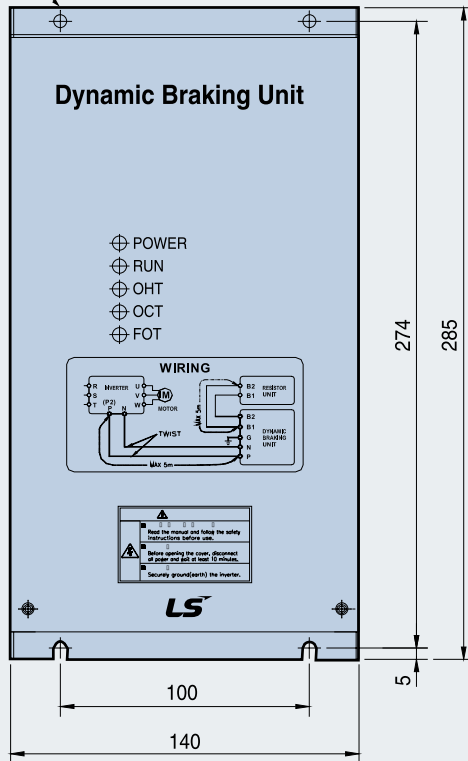 Dynamic Braking Unit
POWER
RUN
OHT
OCT
FOT
WIRING
R INVERTER U
S V
T W
(P2)
P N
M
MOTOR
B2 RESISTOR
B1 UNIT
MAX 5m
B2
B1 DYNAMIC
G BRAKING
N UNIT
P
TWIST
MAX 5m
Read the manual and follow the safety
instructions before use.
Before opening the cover, disconnect
all power and wait at least 10 minutes.
Securely ground(earth) the inverter.
LS
274
285
5
100
140